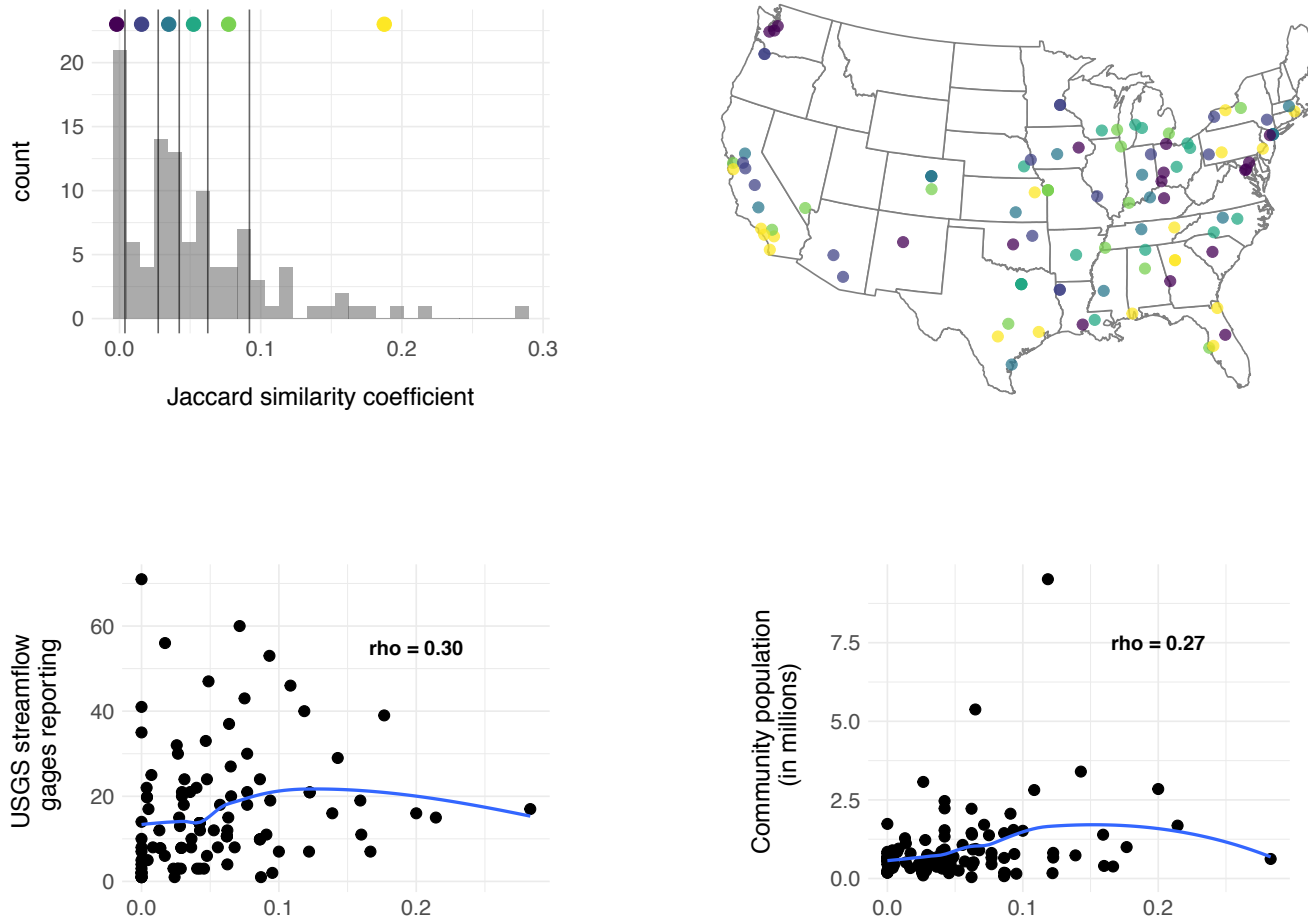 20
15
10
5
0
count
0.0 0.1 0.2 0.3
Jaccard similarity coefficient
60
40
20
0
USGS streamflow
gages reporting
rho = 0.30
0.0 0.1 0.2
7.5
5.0
2.5
0.0
Community population
(in millions)
rho = 0.27
0.0 0.1 0.2